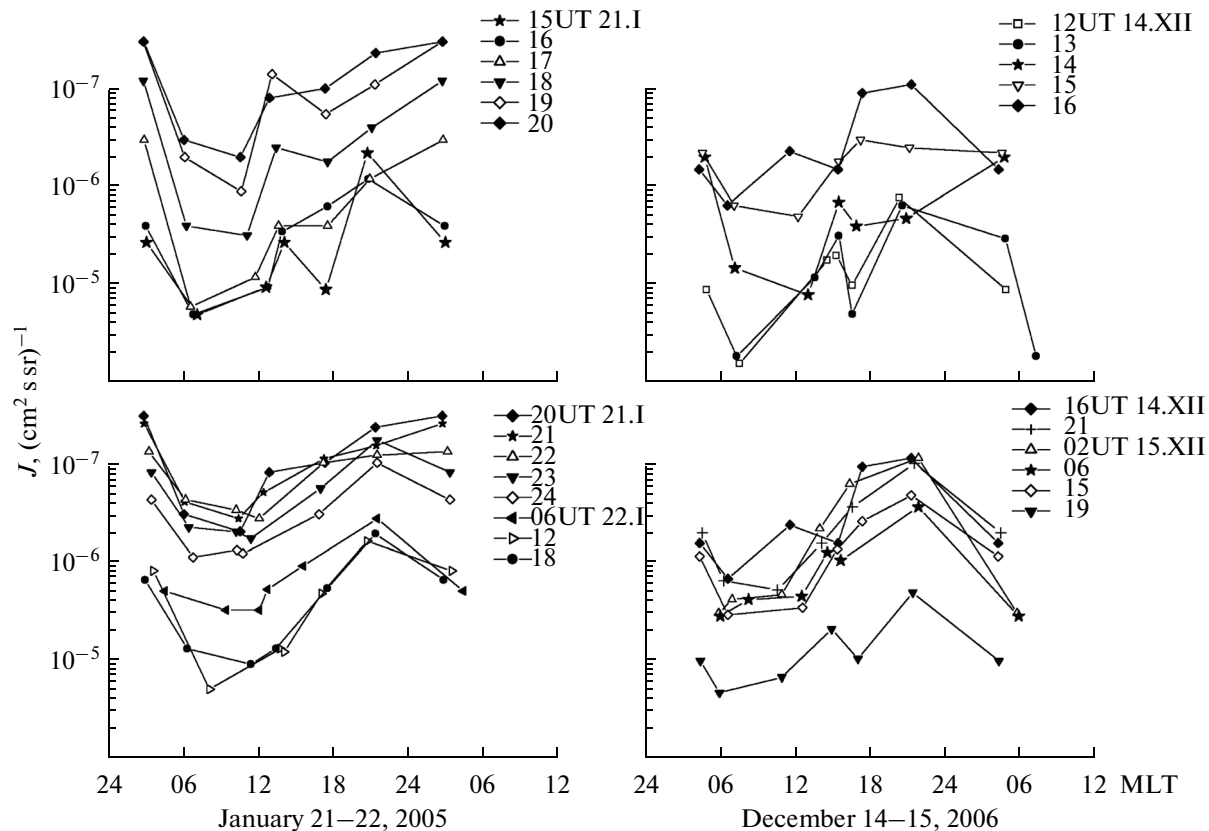 15UT 21.I
16
17
18
19
20
12UT 14.XII
13
14
15
16
10−7
10−6
10−5
10−7
10−6
10−5
J, (cm2 s sr)−1
20UT 21.I
21
22
23
24
06UT 22.I
12
18
16UT 14.XII
21
02UT 15.XII
06
15
19
24 06 12 18 24 06 12
24 06 12 18 24 06 12 MLT
January 21–22, 2005
December 14–15, 2006